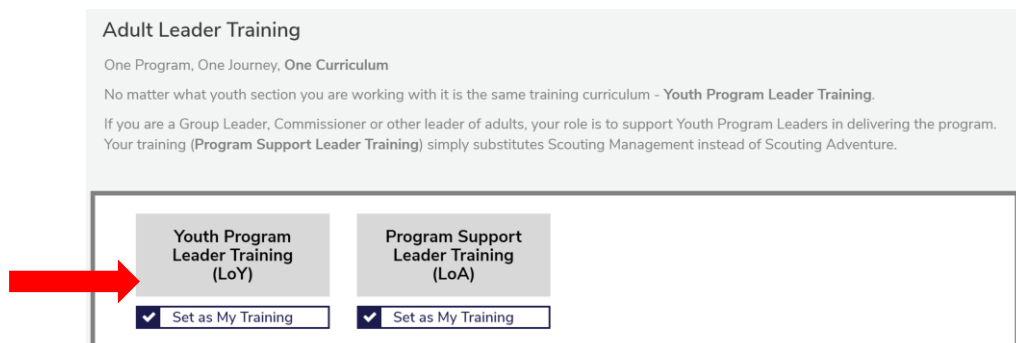 Adult Leader Training
One Program, One Journey, One Curriculum
No matter what youth section you are working with it is the same training curriculum - Youth Program Leader Training.
If you are a Group Leader, Commissioner or other leader of adults, your role is to support Youth Program Leaders in delivering the program.
Your training (Program Support Leader Training) simply substitutes Scouting Management instead of Scouting Adventure.
Youth Program
Leader Training
(LoY)
Set as My Training
Program Support
Leader Training
(LoA)
Set as My Training